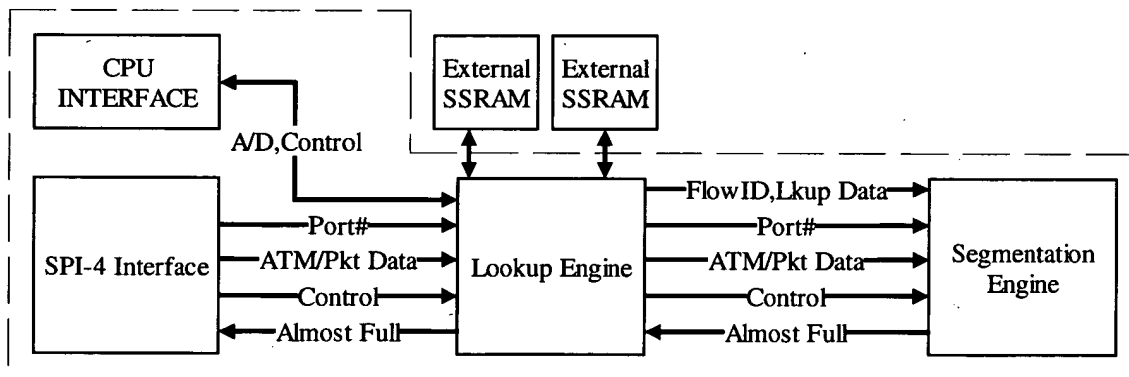 CPU
INTERFACE
External
SSRAM
External
SSRAM
A/D,Control
SPI-4 Interface
Port#
ATM/Pkt Data
Control
Almost Full
Lookup Engine
FlowID,Lkup Data
Port#
ATM/Pkt Data
Control
Almost Full
Segmentation
Engine